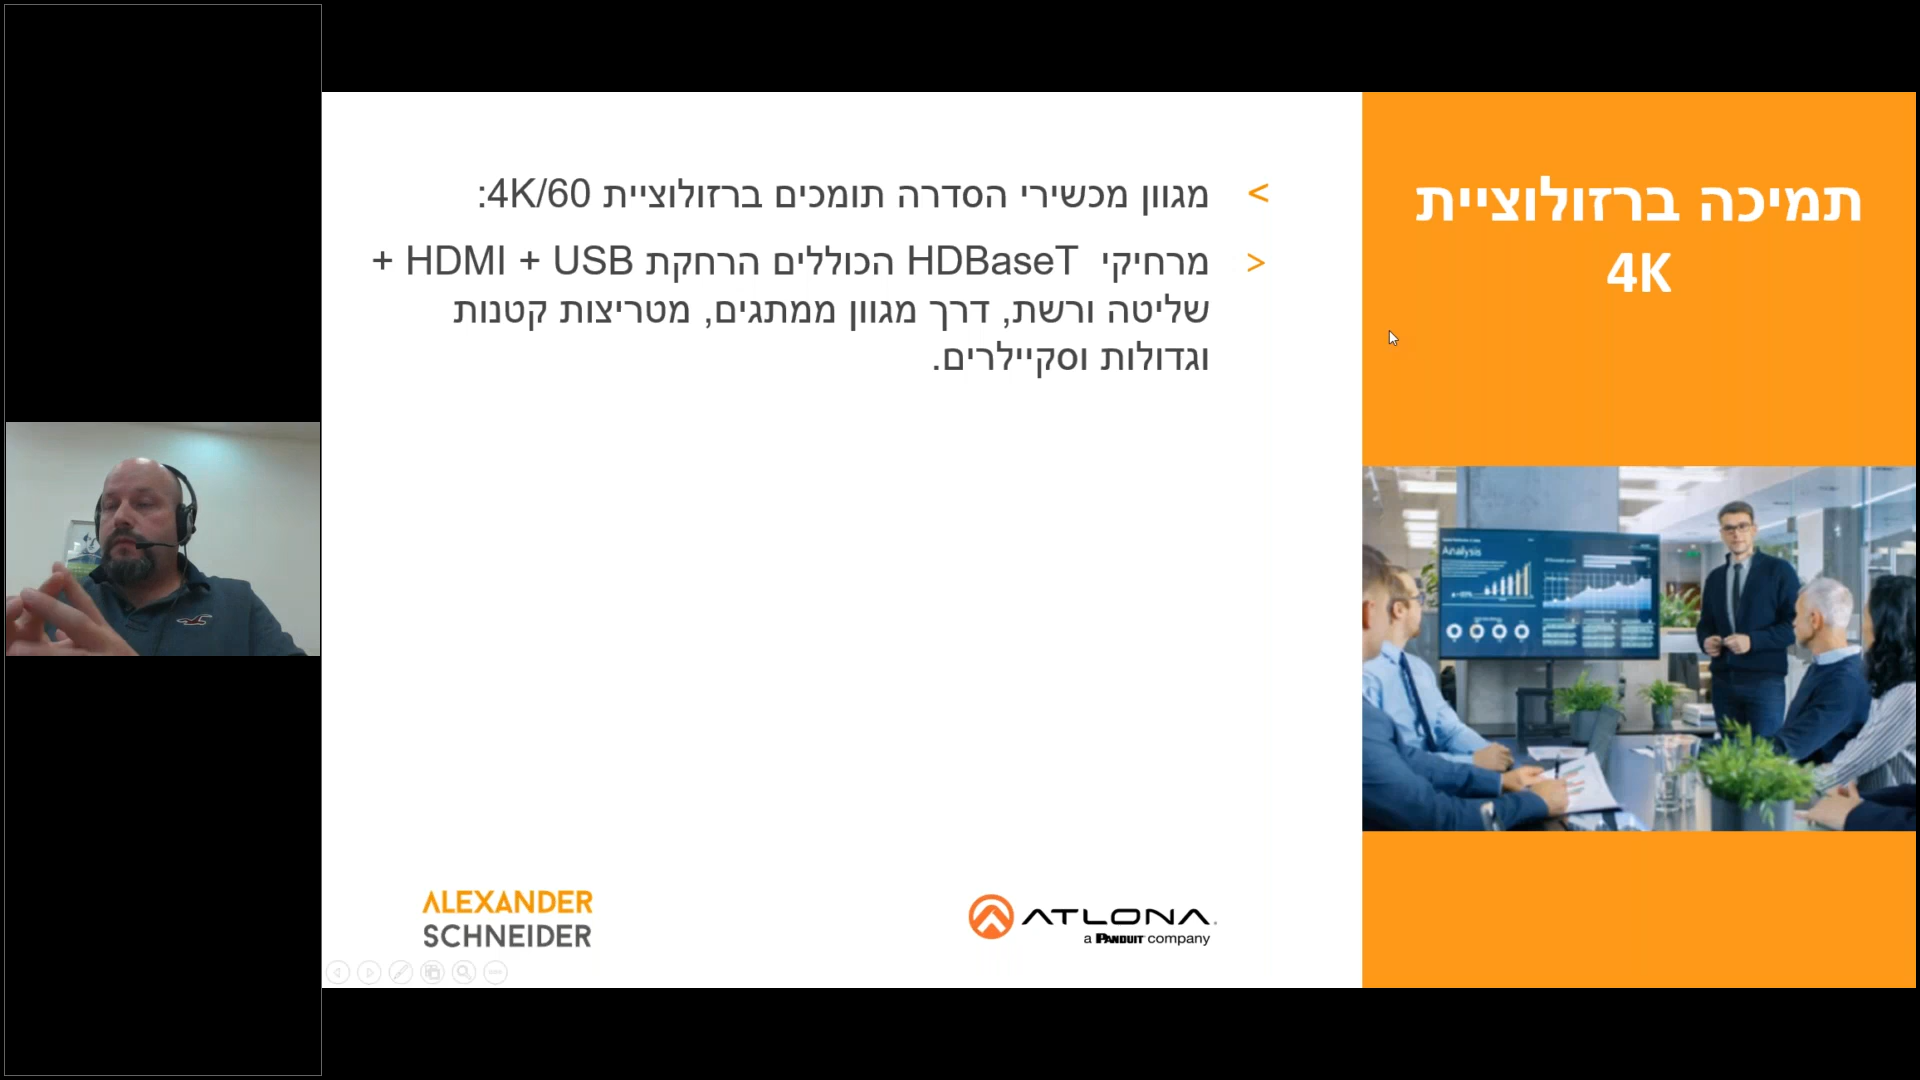 תמיכה ברזולוציית
4K
> מגוון מכשירי הסדרה תומכים ברזולוציית 4K/60:
< מרחיקי HDBaseT הכוללים הרחקת HDMI + USB +
שליטה ורשת, דרך מגוון ממתגים, מטריצות קטנות
וגדולות וסקיילרים.
Analysis
ALEXANDER
SCHNEIDER
ATLONA
a PANDUIT company